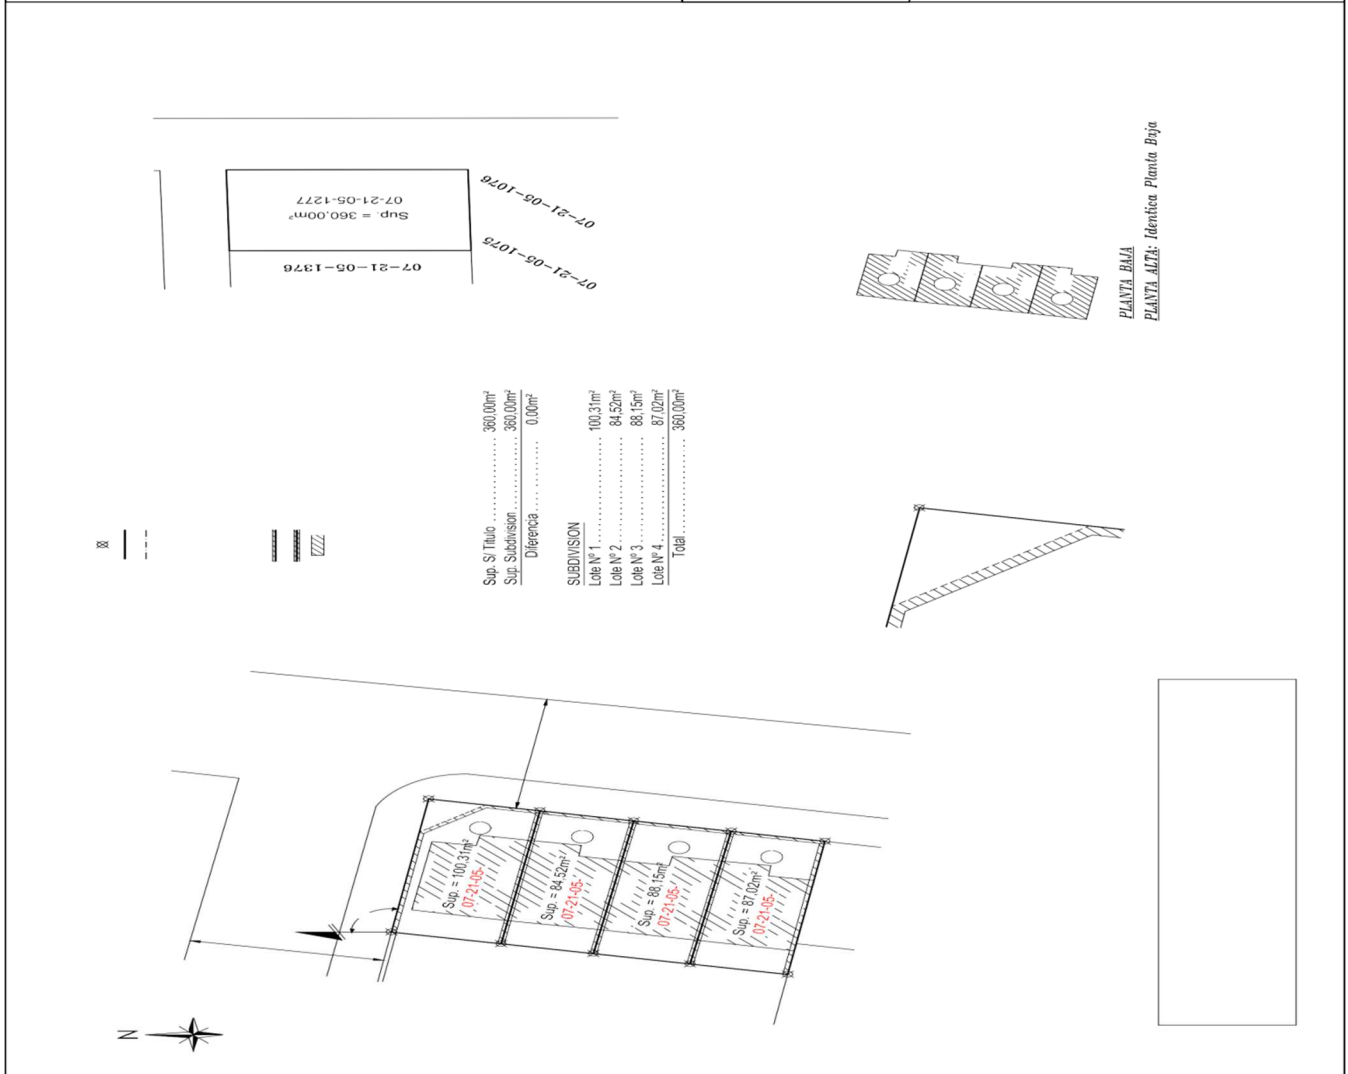 07-21-05-1277
Sup. = 360,00m²
07-21-05-1376
07-21-05-1076
07-21-05-1075
PLANTA BAJA
PLANTA ALTA: Identica Planta Baja
Sup. S/ Titulo 360,00m²
Sup. Subdivision 360,00m²
Diferencia 0,00m²
SUBDIVISION
Lote Nº 1 100,31m²
Lote Nº 2 84,52m²
Lote Nº 3 88,15m²
Lote Nº 4 87,02m²
Total 360,00m²
Sup. = 100,31m²
07-21-05-
Sup. = 84,52m²
07-21-05-
Sup. = 88,15m²
07-21-05-
Sup. = 87,02m²
07-21-05-
N